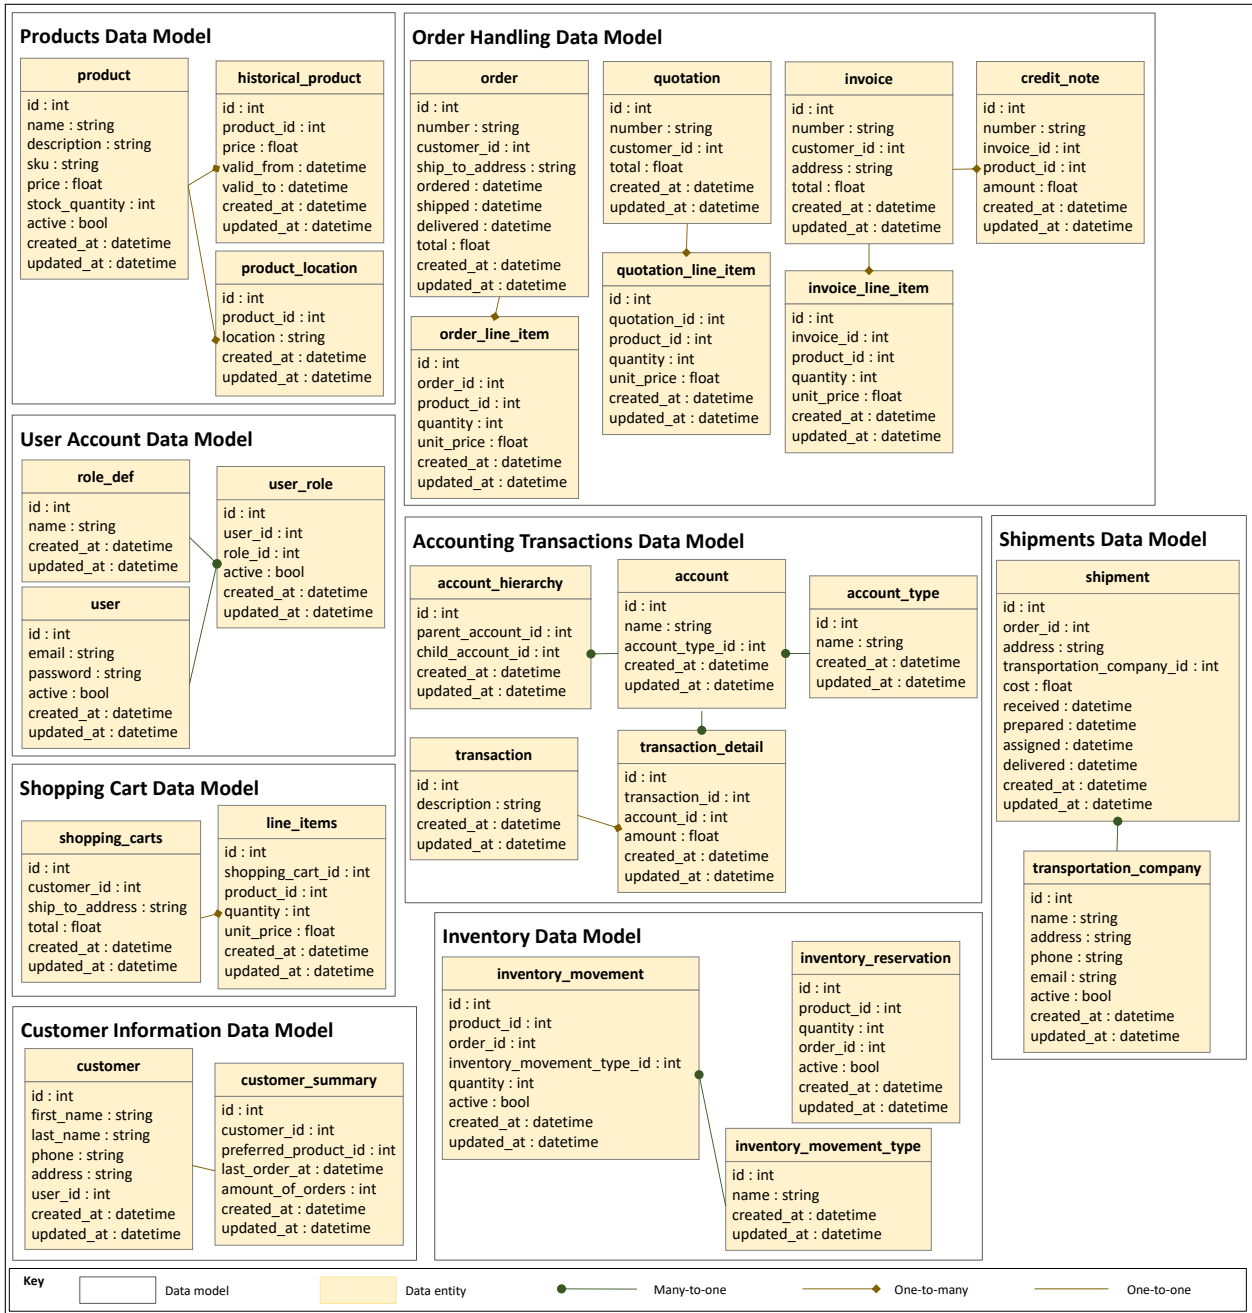 Products Data Model
product
id : int
name : string
description : string
sku : string
price : float
stock_quantity : int
active : bool
created_at : datetime
updated_at : datetime
historical_product
id : int
product_id : int
price : float
valid_from : datetime
valid_to : datetime
created_at : datetime
updated_at : datetime
product_location
id : int
product_id : int
location : string
created_at : datetime
updated_at : datetime
Order Handling Data Model
order
id : int
number : string
customer_id : int
ship_to_address : string
ordered : datetime
shipped : datetime
delivered : datetime
total : float
created_at : datetime
updated_at : datetime
order_line_item
id : int
order_id : int
product_id : int
quantity : int
unit_price : float
created_at : datetime
updated_at : datetime
quotation
id : int
number : string
customer_id : int
total : float
created_at : datetime
updated_at : datetime
quotation_line_item
id : int
quotation_id : int
product_id : int
quantity : int
unit_price : float
created_at : datetime
updated_at : datetime
invoice
id : int
number : string
customer_id : int
address : string
total : float
created_at : datetime
updated_at : datetime
invoice_line_item
id : int
invoice_id : int
product_id : int
quantity : int
unit_price : float
created_at : datetime
updated_at : datetime
credit_note
id : int
number : string
invoice_id : int
product_id : int
amount : float
created_at : datetime
updated_at : datetime
User Account Data Model
role_def
id : int
name : string
created_at : datetime
updated_at : datetime
user
id : int
email : string
password : string
active : bool
created_at : datetime
updated_at : datetime
user_role
id : int
user_id : int
role_id : int
active : bool
created_at : datetime
updated_at : datetime
Accounting Transactions Data Model
account_hierarchy
id : int
parent_account_id : int
child_account_id : int
created_at : datetime
updated_at : datetime
account
id : int
name : string
account_type_id : int
created_at : datetime
updated_at : datetime
account_type
id : int
name : string
created_at : datetime
updated_at : datetime
transaction
id : int
description : string
created_at : datetime
updated_at : datetime
transaction_detail
id : int
transaction_id : int
account_id : int
amount : float
created_at : datetime
updated_at : datetime
Shipments Data Model
shipment
id : int
order_id : int
address : string
transportation_company_id : int
cost : float
received : datetime
prepared : datetime
assigned : datetime
delivered : datetime
created_at : datetime
updated_at : datetime
transportation_company
id : int
name : string
address : string
phone : string
email : string
active : bool
created_at : datetime
updated_at : datetime
Shopping Cart Data Model
shopping_carts
id : int
customer_id : int
ship_to_address : string
total : float
created_at : datetime
updated_at : datetime
line_items
id : int
shopping_cart_id : int
product_id : int
quantity : int
unit_price : float
created_at : datetime
updated_at : datetime
Inventory Data Model
inventory_movement
id : int
product_id : int
order_id : int
inventory_movement_type_id : int
quantity : int
active : bool
created_at : datetime
updated_at : datetime
inventory_reservation
id : int
product_id : int
quantity : int
order_id : int
active : bool
created_at : datetime
updated_at : datetime
inventory_movement_type
id : int
name : string
created_at : datetime
updated_at : datetime
Customer Information Data Model
customer
id : int
first_name : string
last_name : string
phone : string
address : string
user_id : int
created_at : datetime
updated_at : datetime
customer_summary
id : int
customer_id : int
preferred_product_id : int
last_order_at : datetime
amount_of_orders : int
created_at : datetime
updated_at : datetime
Key
Data model
Data entity
Many-to-one
One-to-many
One-to-one